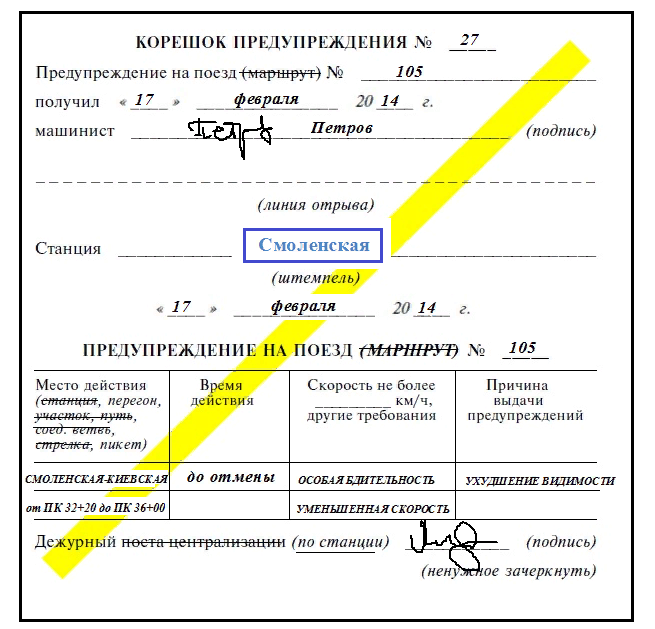 КОРЕШОК ПРЕДУПРЕЖДЕНИЯ № 27
Предупреждение на поезд (маршрут) № 105
получил « 17 » февраля 20 14 г.
машинист Петр Петров (подпись)
(линия отрыва)
Станция Смоленская
(штемпель)
« 17 » февраля 20 14 г.
ПРЕДУПРЕЖДЕНИЕ НА ПОЕЗД (МАРШРУТ) № 105
Место действия
(станция, перегон,
участок, путь,
соед. ветвь,
стрелка, пикет)
Время
действия
Скорость не более
км/ч,
другие требования
Причина
выдачи
предупреждений
СМОЛЕНСКАЯ-КИЕВСКАЯ до отмены ОСОБАЯ БДИТЕЛЬНОСТЬ УХУДШЕНИЕ ВИДИМОСТИ
от ПК 32+20 до ПК 36+00 УМЕНЬШЕННАЯ СКОРОСТЬ
Дежурный поста централизации (по станции) (подпись)
(ненужное зачеркнуть)